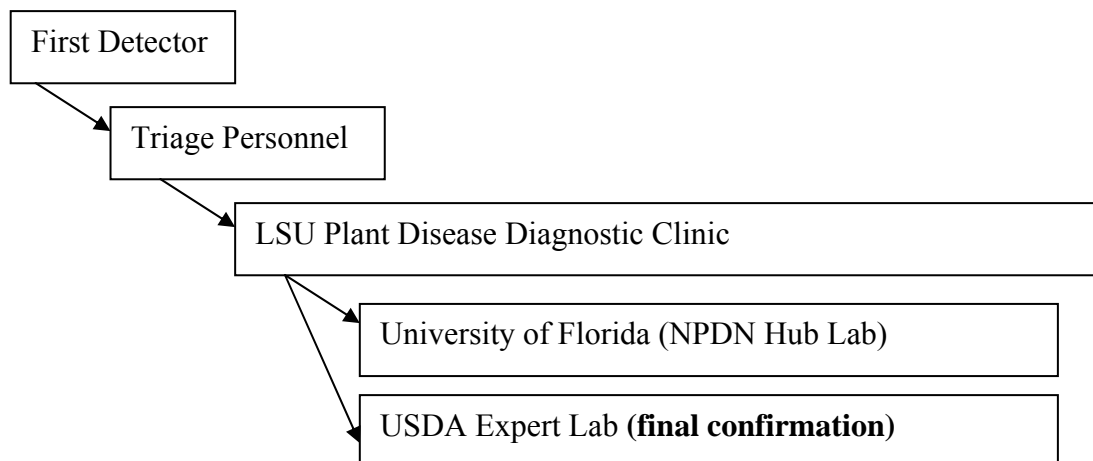 First Detector
Triage Personnel
LSU Plant Disease Diagnostic Clinic
University of Florida (NPDN Hub Lab)
USDA Expert Lab (final confirmation)